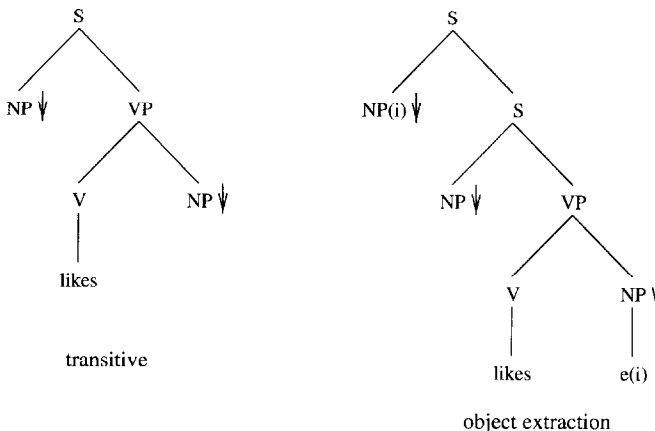 S
S
NP ↓ VP
NP(i) ↓ S
V NP ↓
NP ↓ VP
likes
V NP
transitive
likes e(i)
object extraction